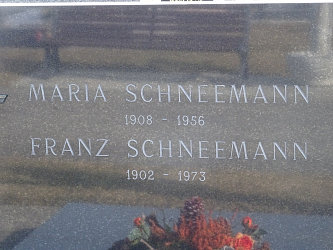 MARIA SCHNEEMANN
1908 - 1956
FRANZ SCHNEEMANN
1902 - 1973